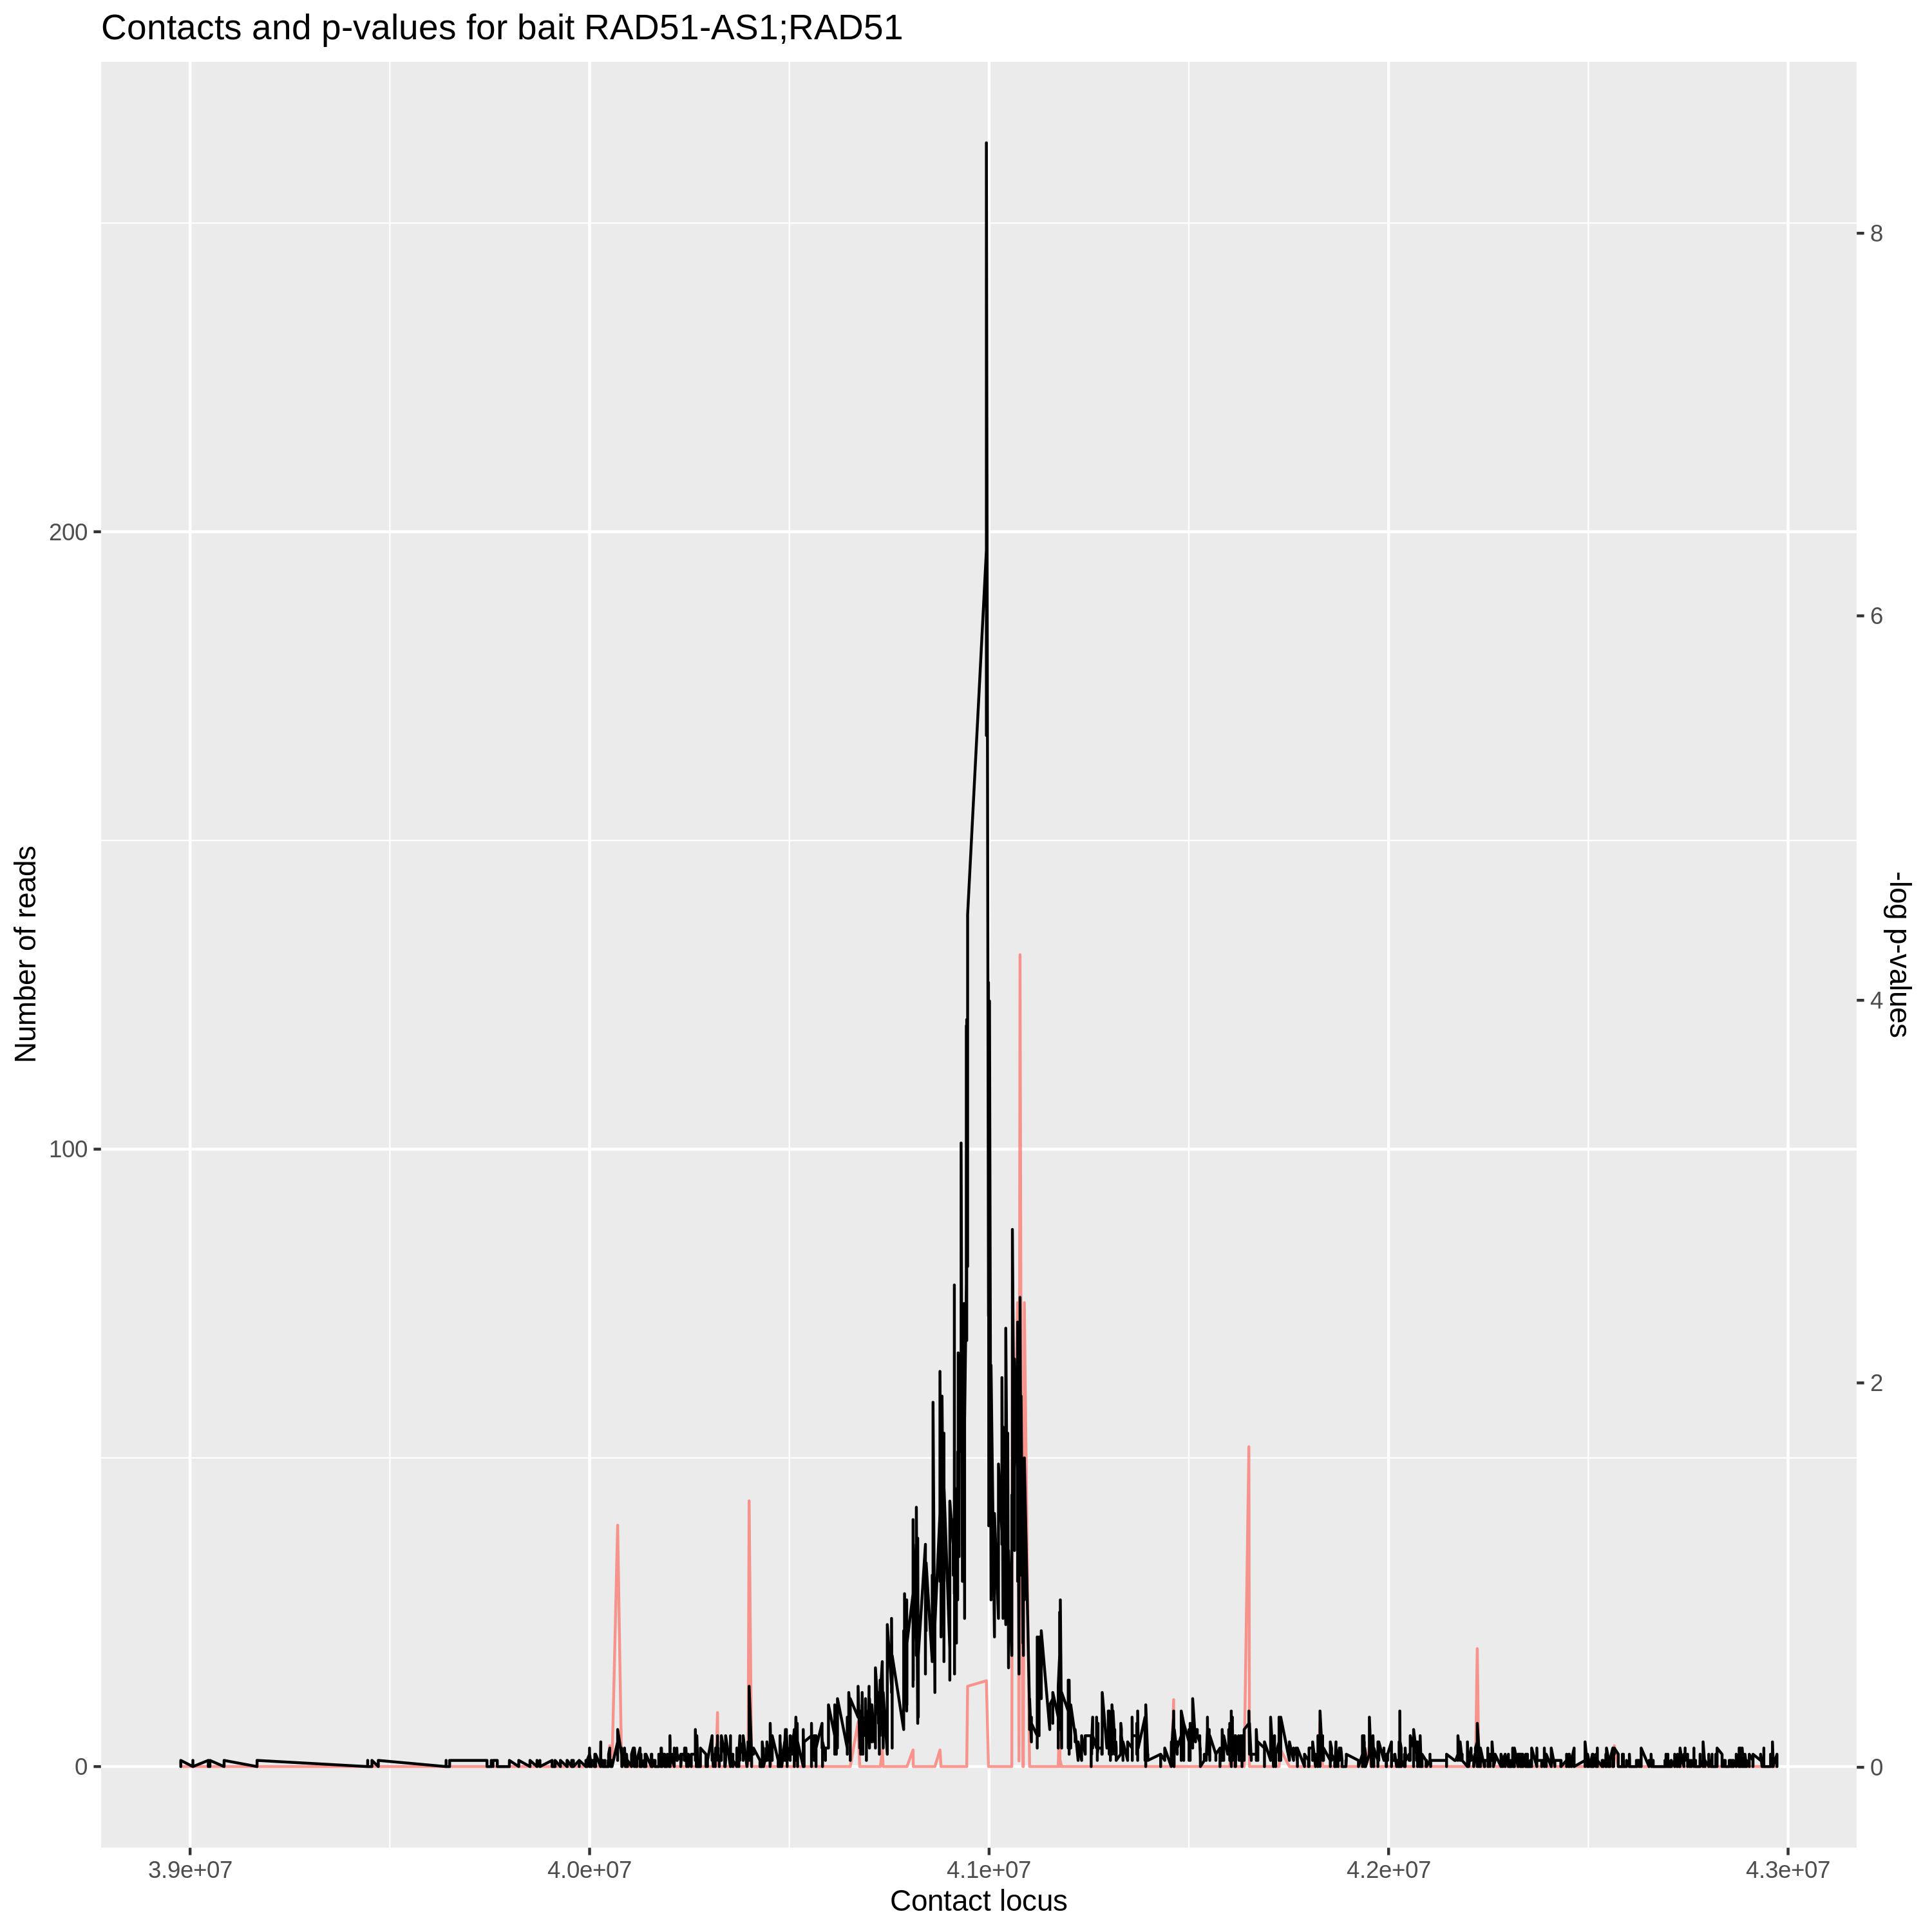 Contacts and p-values for bait RAD51-AS1;RAD51
Number of reads
200
100
0
8
6
4
2
0
-log p-values
3.9e+07 4.0e+07 4.1e+07 4.2e+07 4.3e+07
Contact locus